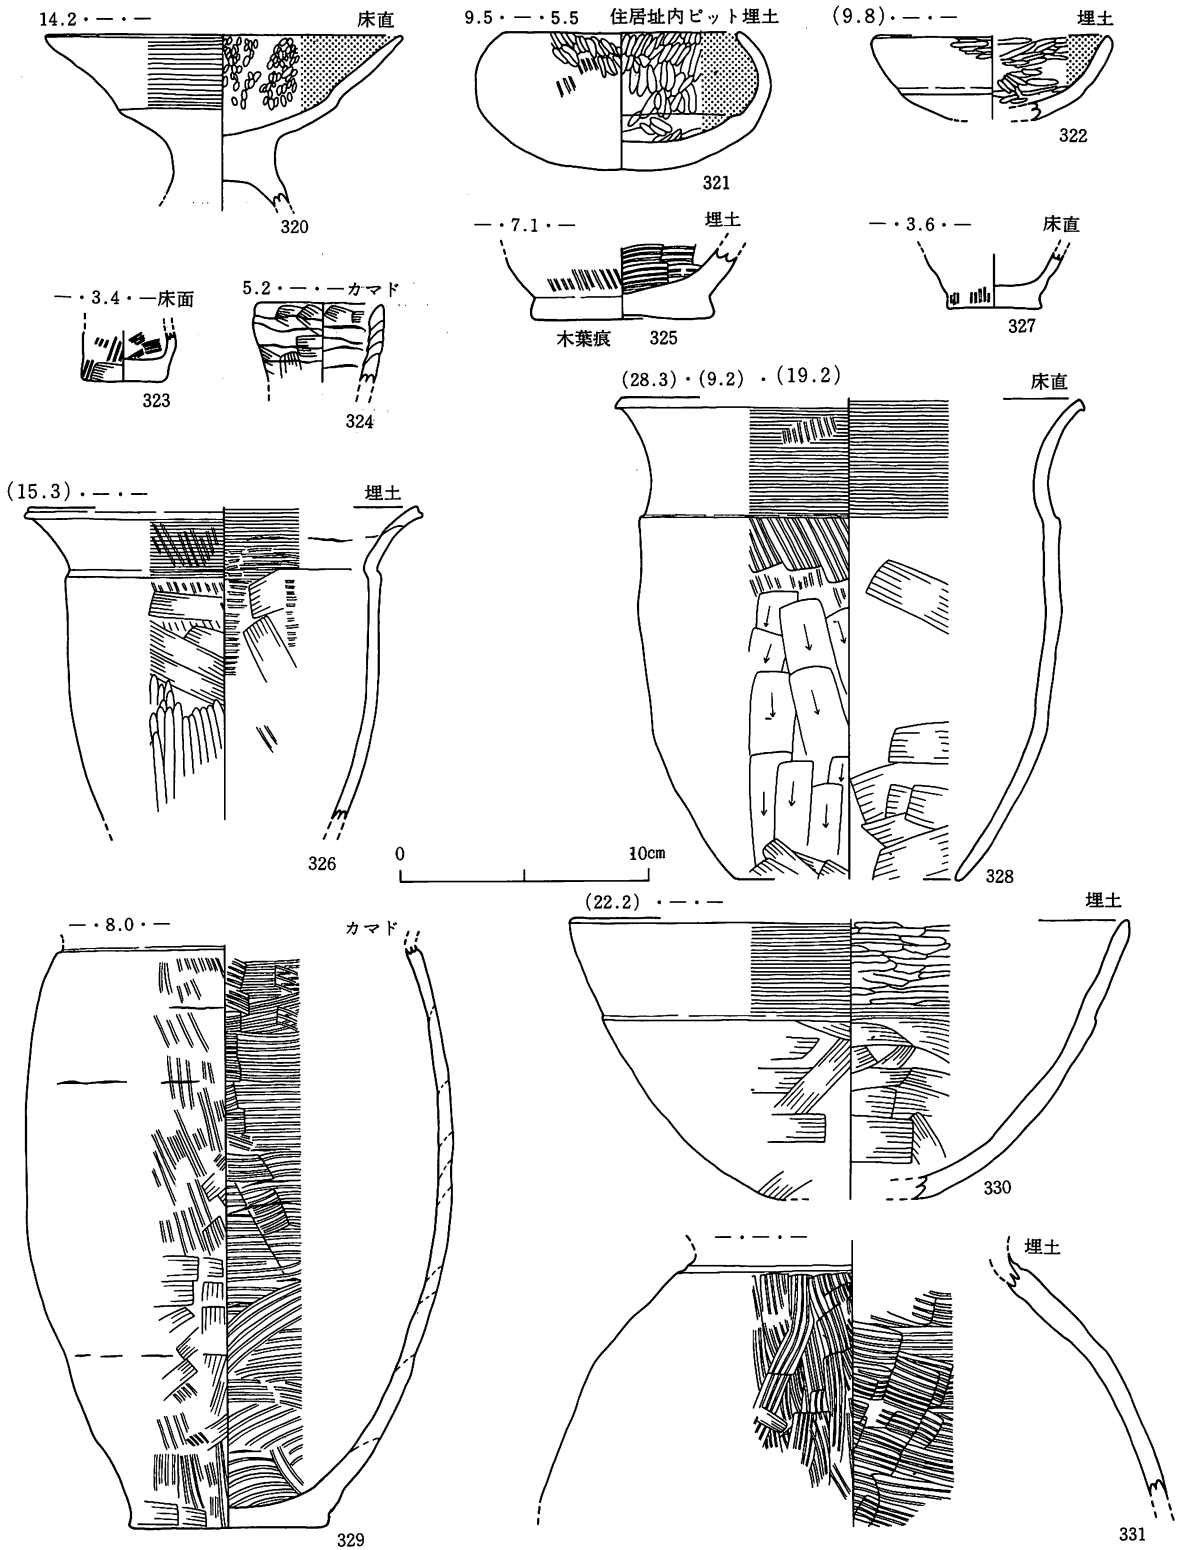 14.2・―・― 床直
320
9.5・―・5.5 住居址内ピット埋土
321
(9.8)・―・― 埋土
322
―・3.4・―床面
323
5.2・―・―カマド
324
―・7.1・― 埋土
木葉痕 325
―・3.6・― 床直
327
(15.3)・―・― 埋土
326
(28.3)・(9.2)・(19.2) 床直
328
0 10cm
―・8.0・― カマド
329
(22.2)・―・― 埋土
330
―・―・― 埋土
331